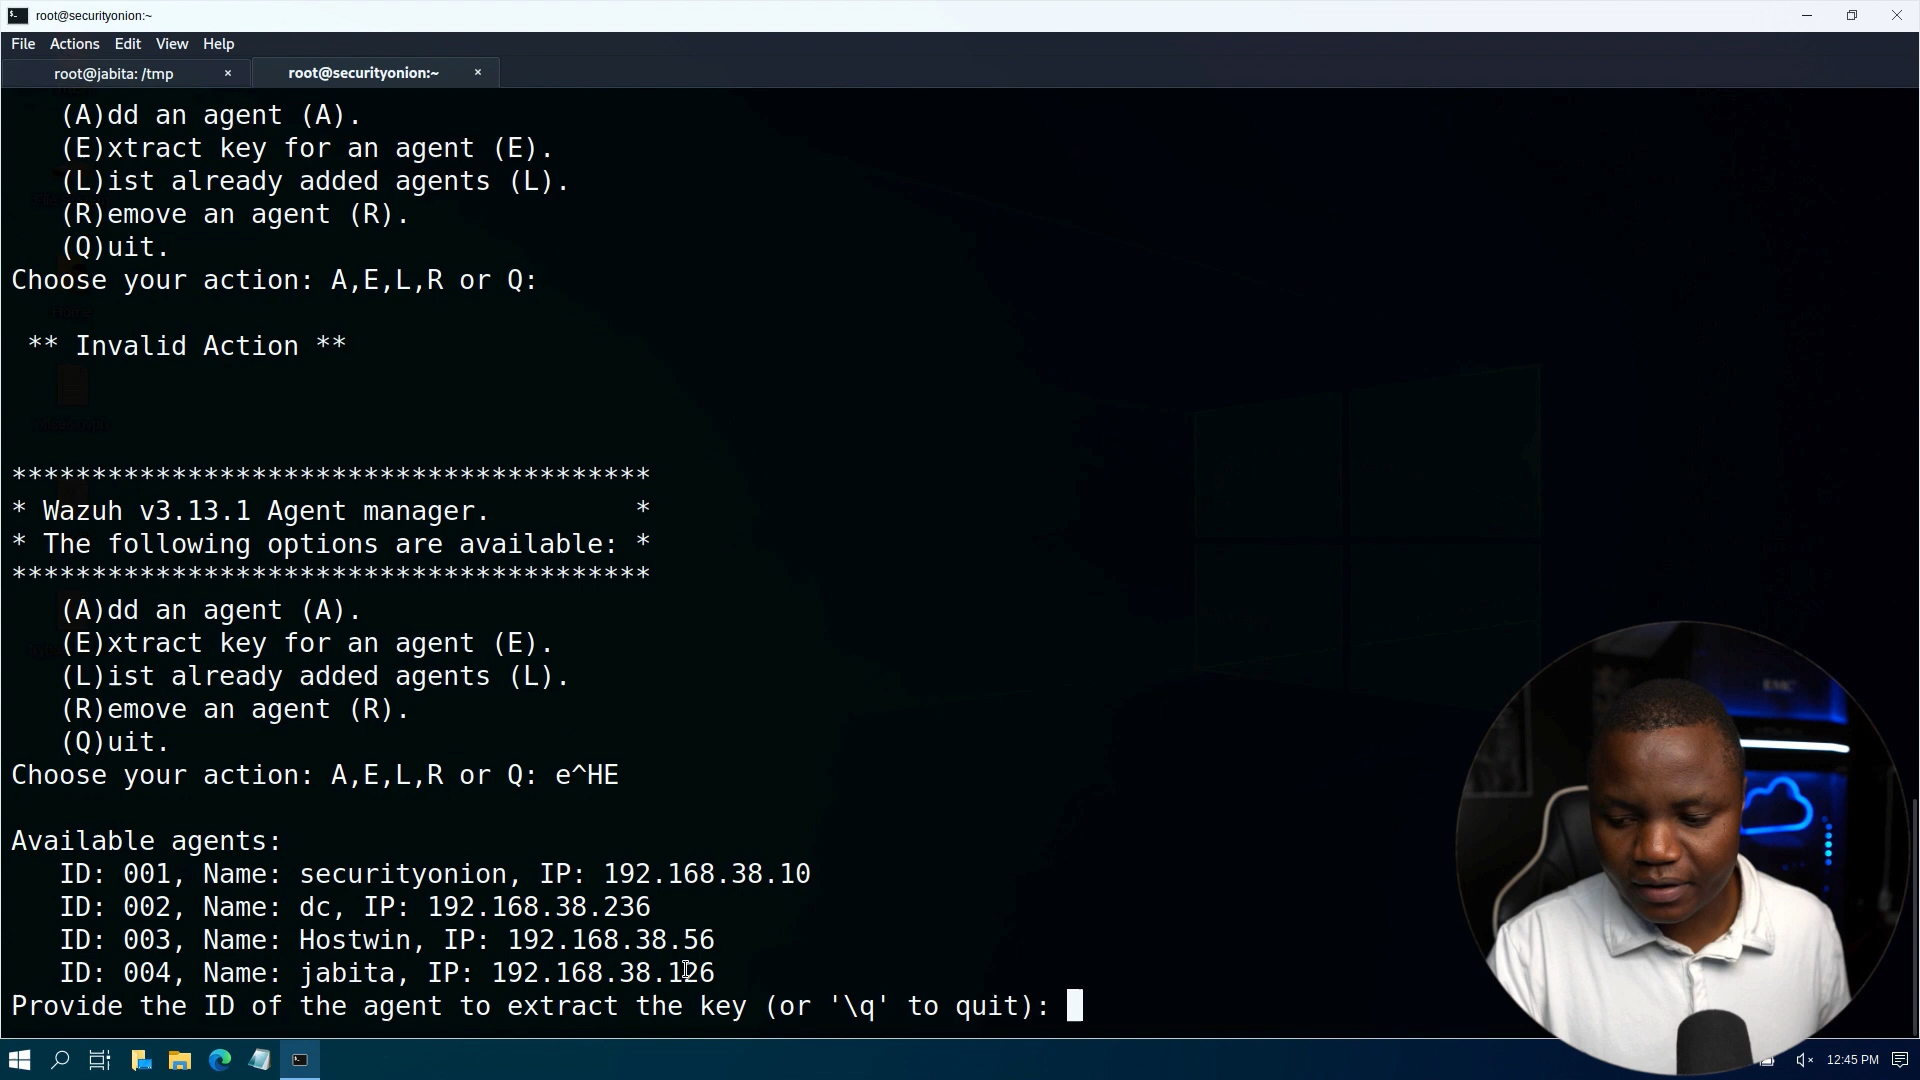 root@securityonion:~
File Actions Edit View Help
root@jabita: /tmp × root@securityonion:~ ×
(A)dd an agent (A).
(E)xtract key for an agent (E).
(L)ist already added agents (L).
(R)emove an agent (R).
(Q)uit.
Choose your action: A,E,L,R or Q:
** Invalid Action **
****************************************
* Wazuh v3.13.1 Agent manager. *
* The following options are available: *
****************************************
(A)dd an agent (A).
(E)xtract key for an agent (E).
(L)ist already added agents (L).
(R)emove an agent (R).
(Q)uit.
Choose your action: A,E,L,R or Q: e^HE
Available agents:
ID: 001, Name: securityonion, IP: 192.168.38.10
ID: 002, Name: dc, IP: 192.168.38.236
ID: 003, Name: Hostwin, IP: 192.168.38.56
ID: 004, Name: jabita, IP: 192.168.38.126
Provide the ID of the agent to extract the key (or '\q' to quit):
12:45 PM